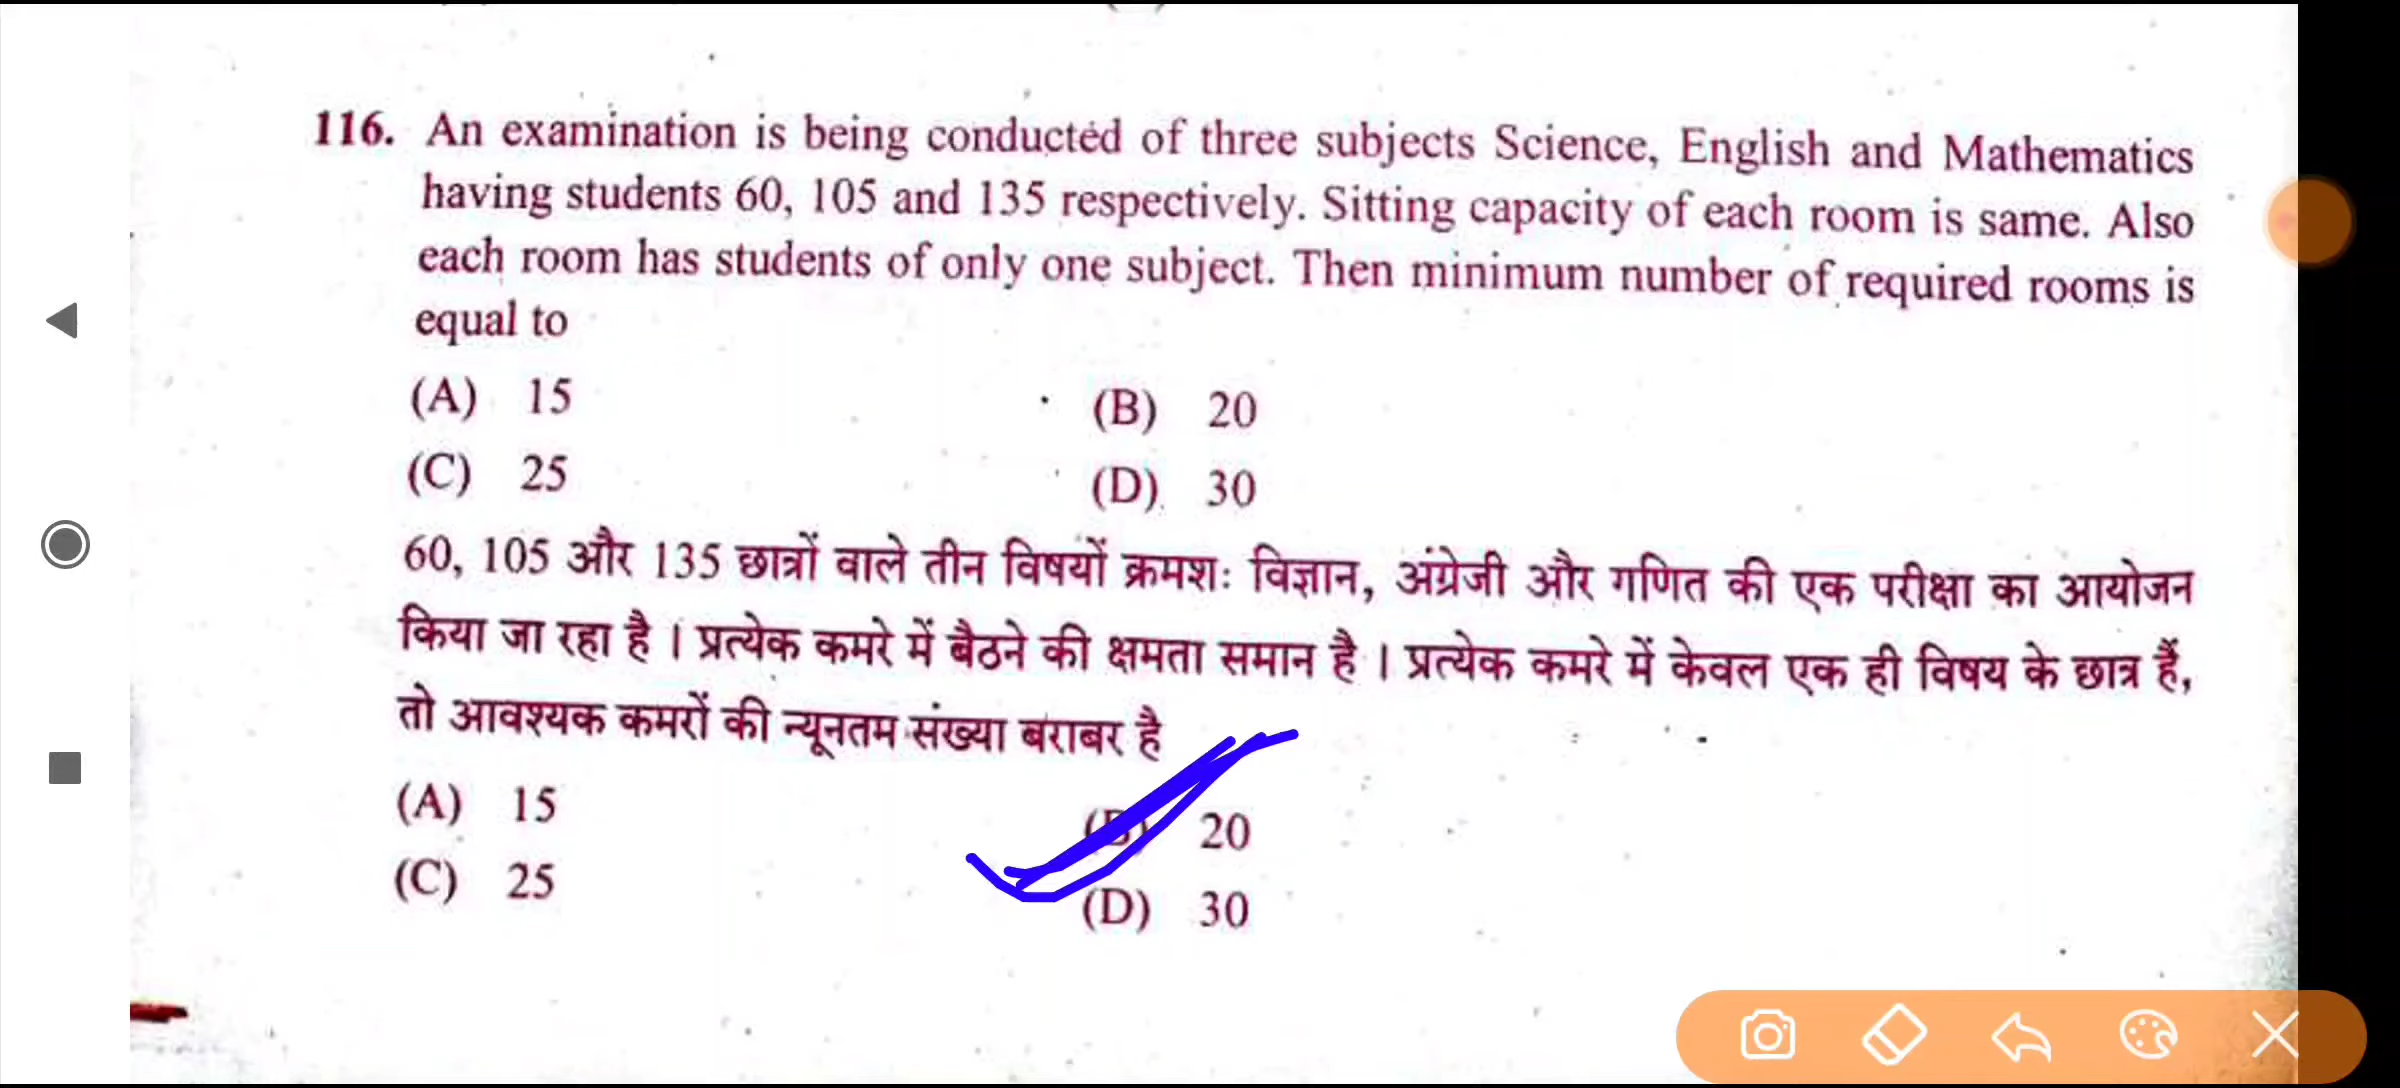 116. An examination is being conducted of three subjects Science, English and Mathematics
having students 60, 105 and 135 respectively. Sitting capacity of each room is same. Also
each room has students of only one subject. Then minimum number of required rooms is
equal to
(A) 15 (B) 20
(C) 25 (D) 30
60, 105 और 135 छात्रों वाले तीन विषयों क्रमशः विज्ञान, अंग्रेजी और गणित की एक परीक्षा का आयोजन
किया जा रहा है । प्रत्येक कमरे में बैठने की क्षमता समान है । प्रत्येक कमरे में केवल एक ही विषय के छात्र हैं,
तो आवश्यक कमरों की न्यूनतम संख्या बराबर है
(A) 15 (B) 20
(C) 25 (D) 30